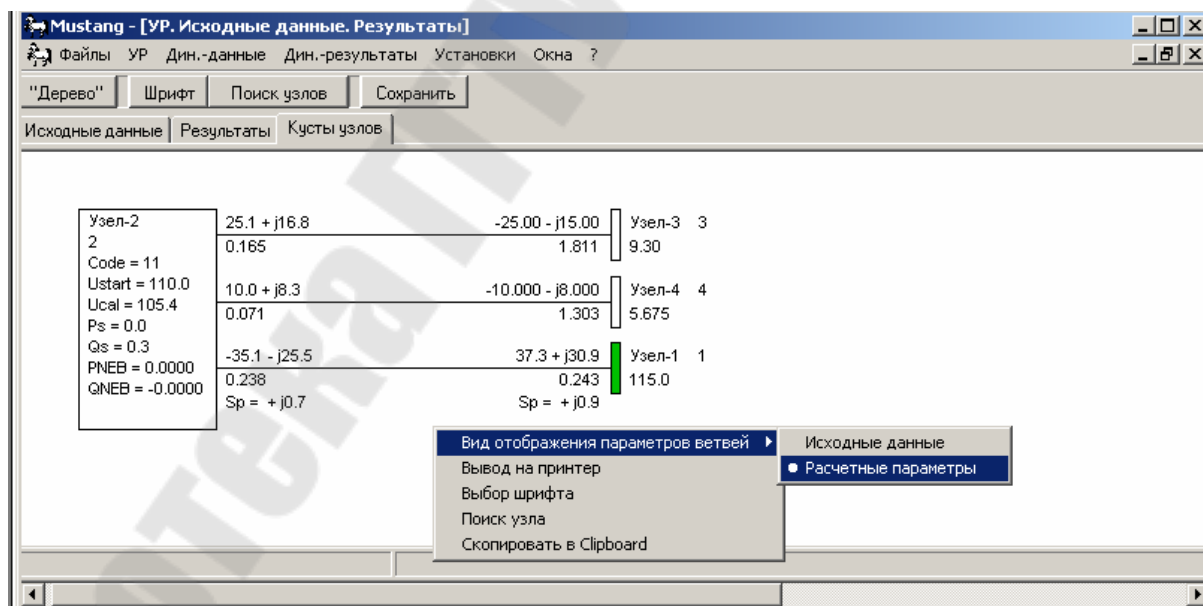 Mustang - [УР. Исходные данные. Результаты]
Файлы УР Дин.-данные Дин.-результаты Установки Окна ?
"Дерево" Шрифт Поиск узлов Сохранить
Исходные данные Результаты Кусты узлов
Узел-2
2
Code = 11
Ustart = 110.0
Ucal = 105.4
Ps = 0.0
Qs = 0.3
PNEB = 0.0000
QNEB = -0.0000
25.1 + j16.8 -25.00 - j15.00 Узел-3 3
0.165 1.811 9.30
10.0 + j8.3 -10.000 - j8.000 Узел-4 4
0.071 1.303 5.675
-35.1 - j25.5 37.3 + j30.9 Узел-1 1
0.238 0.243 115.0
Sp = + j0.7 Sp = + j0.9
Вид отображения параметров ветвей
Вывод на принтер
Выбор шрифта
Поиск узла
Скопировать в Clipboard
Исходные данные
Расчетные параметры